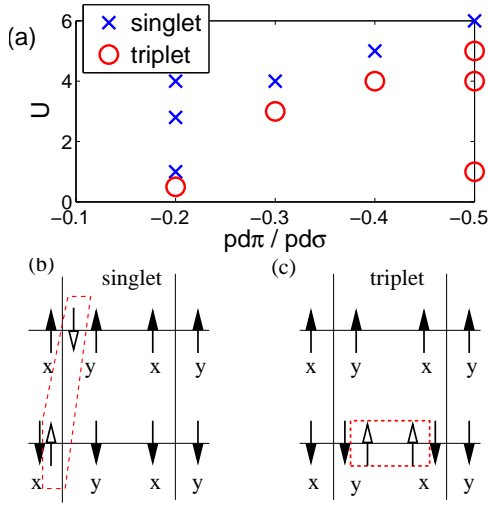 (a)
6
4
2
0
U
singlet
triplet
−0.1 −0.2 −0.3 −0.4 −0.5
pdπ / pdσ
(b) singlet
x y x y
x y x y
(c) triplet
x y x y
x y x y